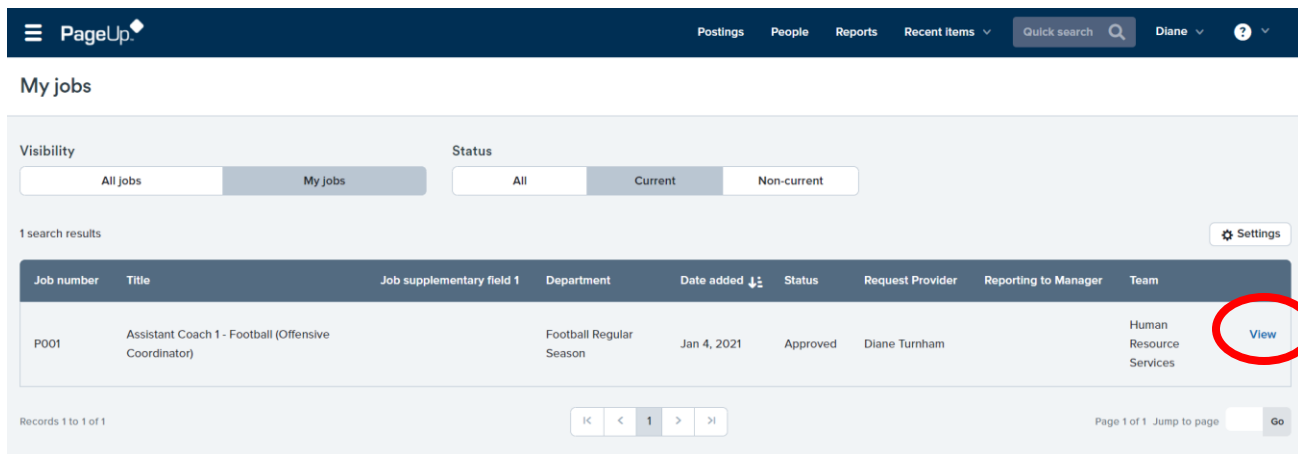 PageUp
Postings People Reports Recent items Quick search Diane ?
My jobs
Visibility Status
All jobs My jobs All Current Non-current
1 search results Settings
Job number Title Job supplementary field 1 Department Date added Status Request Provider Reporting to Manager Team
P001 Assistant Coach 1 - Football (Offensive Coordinator) Football Regular Season Jan 4, 2021 Approved Diane Turnham Human Resource Services View
Records 1 to 1 of 1 1 Page 1 of 1 Jump to page Go